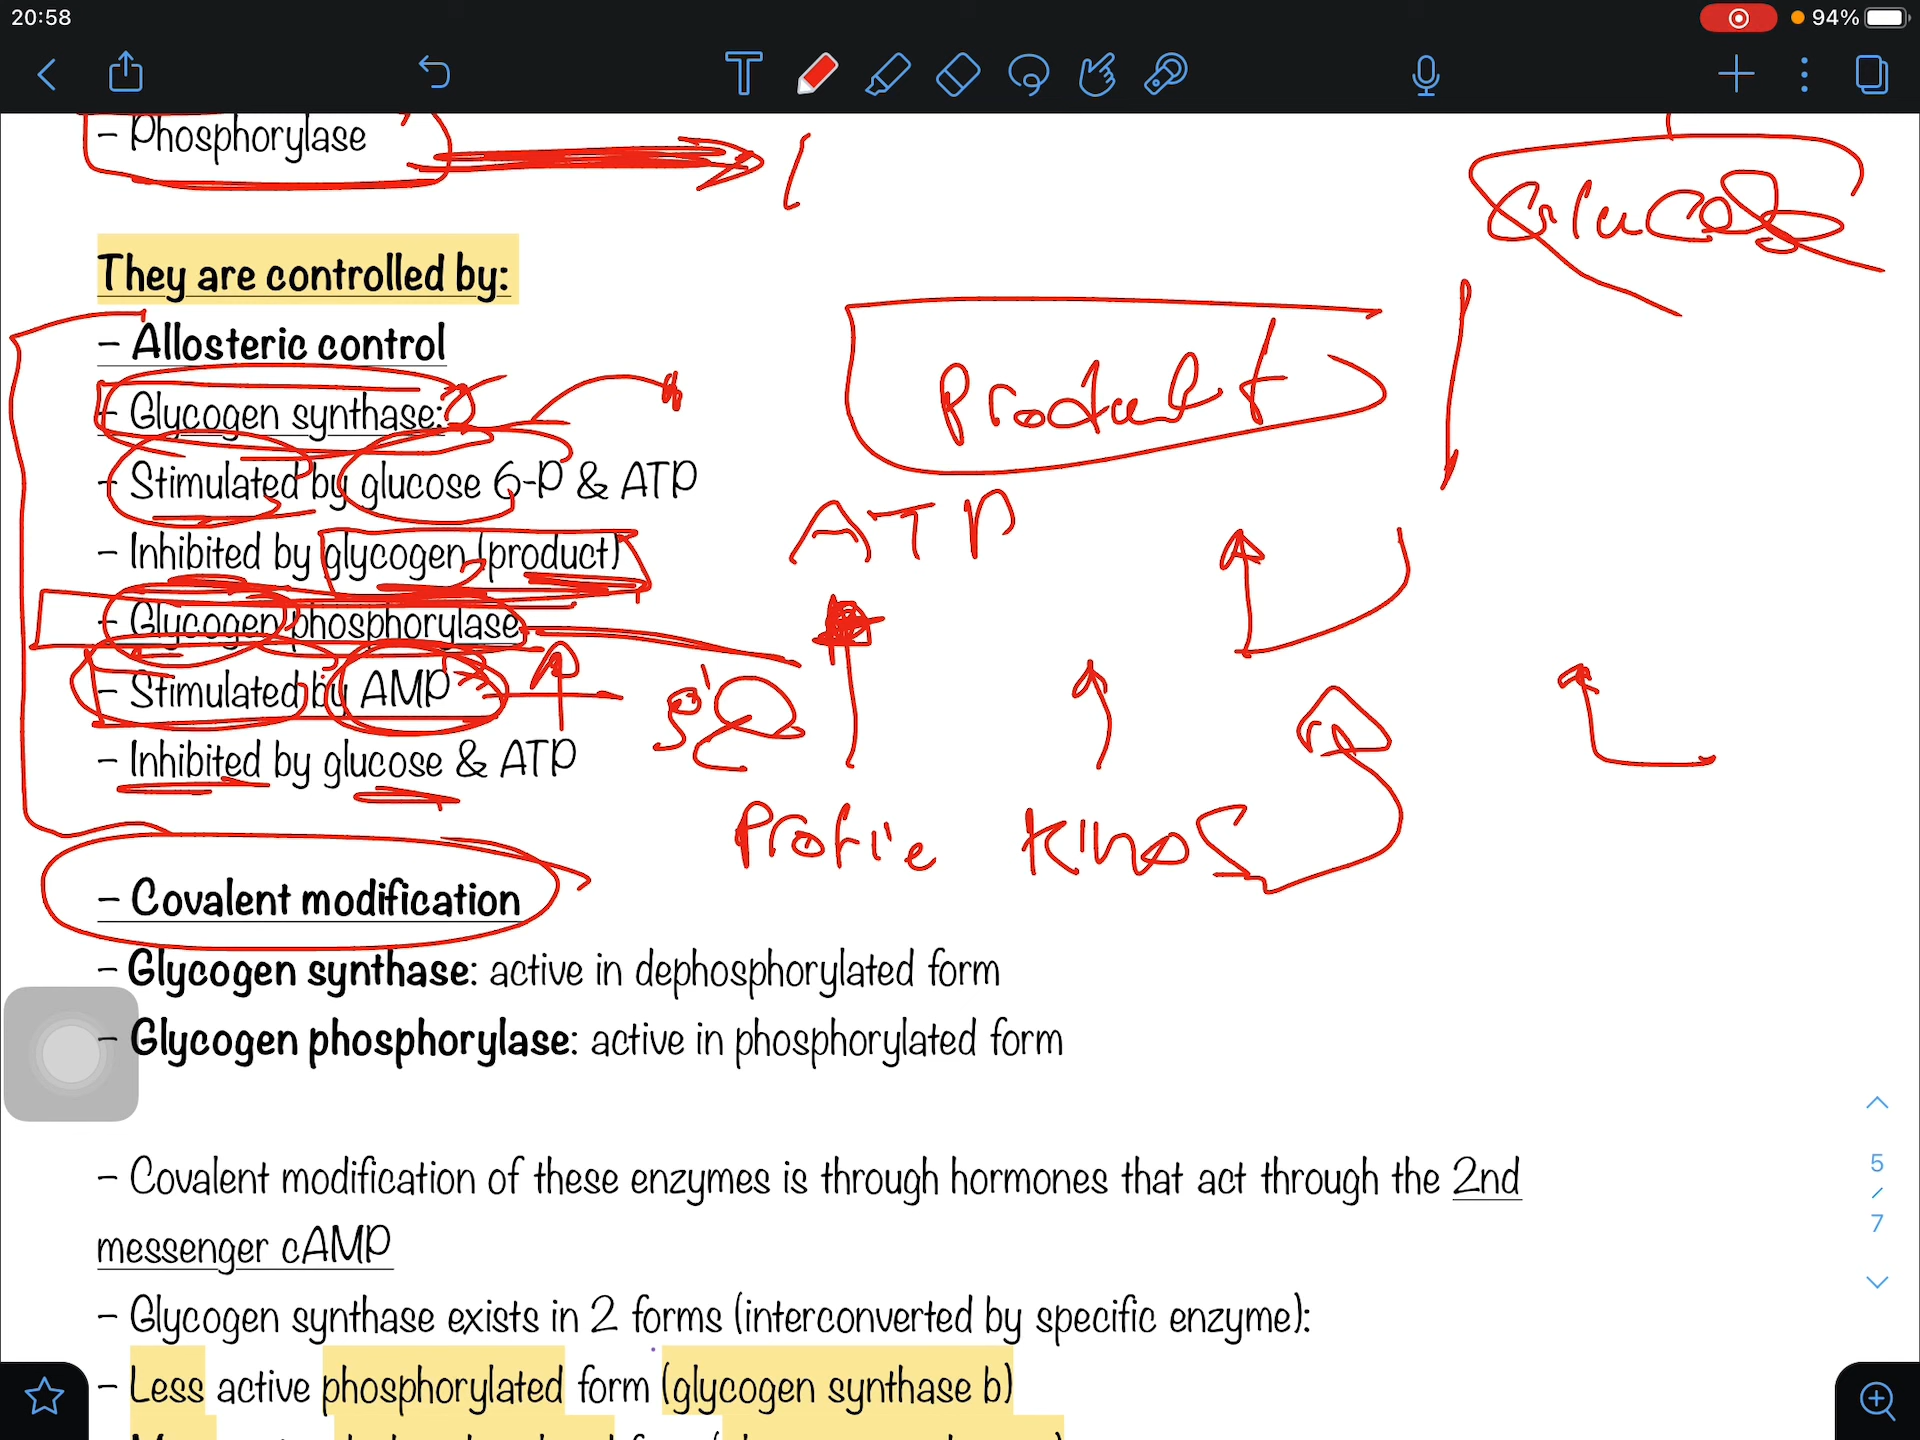 20:58
94%
T
- Phosphorylase
Glucose
They are controlled by:
- Allosteric control
- Glycogen synthase:
Product
- Stimulated by glucose 6-P & ATP
ATP
- Inhibited by glycogen (product)
- Glycogen phosphorylase
- Stimulated by AMP
- Inhibited by glucose & ATP
- Covalent modification
- Glycogen synthase: active in dephosphorylated form
- Glycogen phosphorylase: active in phosphorylated form
- Covalent modification of these enzymes is through hormones that act through the 2nd
messenger cAMP
5
/
7
- Glycogen synthase exists in 2 forms (interconverted by specific enzyme):
- Less active phosphorylated form (glycogen synthase b)